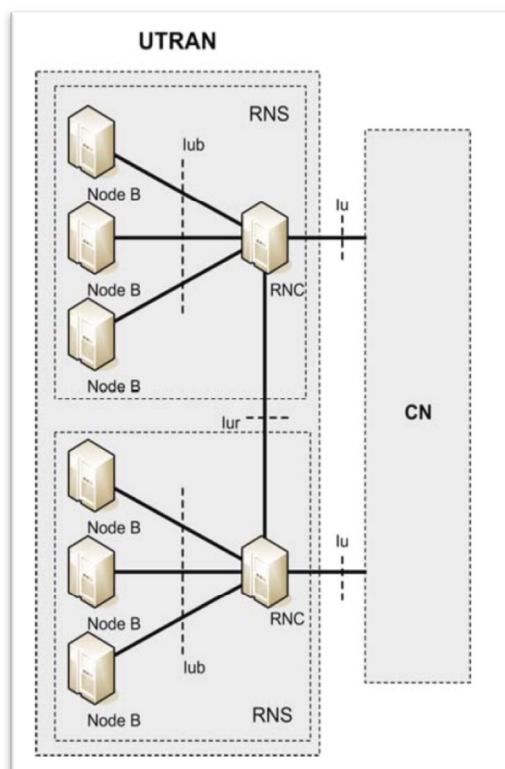 UTRAN
RNS
Iub
Node B
Iu
Node B
RNC
Node B
Iur
CN
Node B
Iu
Node B
RNC
Iub
Node B
RNS